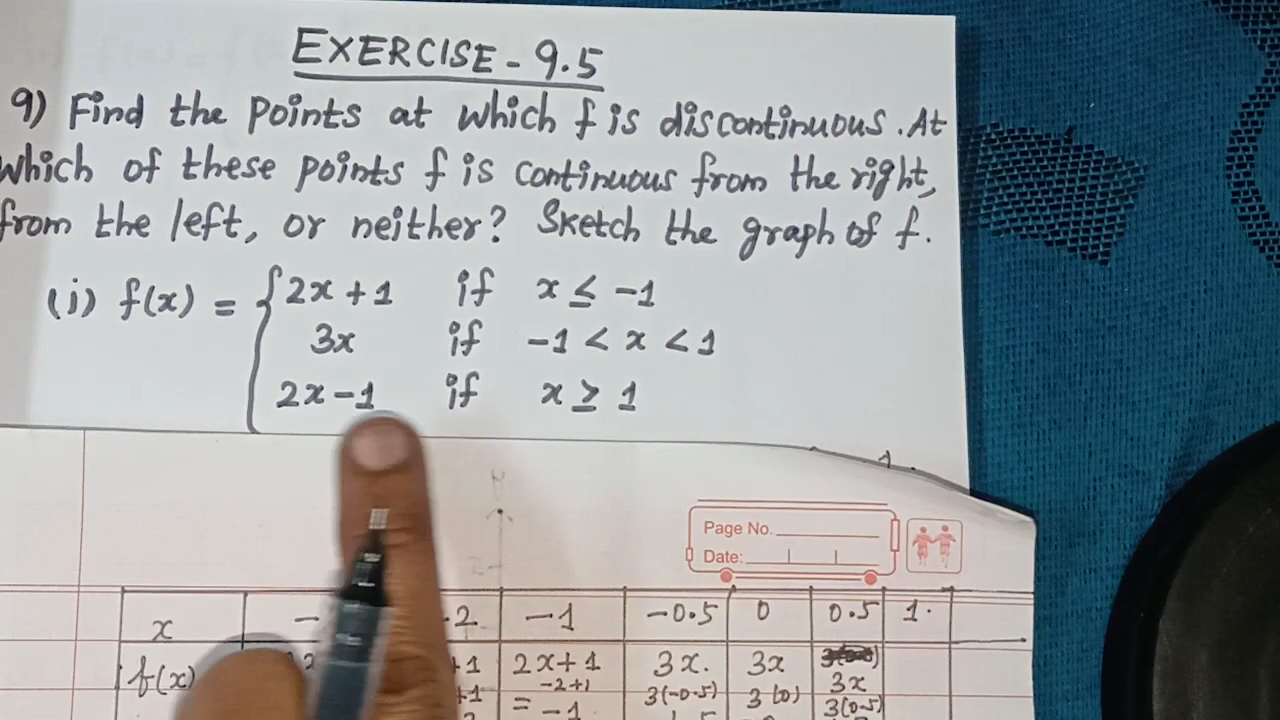 EXERCISE - 9.5
9) Find the points at which f is discontinuous. At
which of these points f is continuous from the right,
from the left, or neither? Sketch the graph of f.
(i) f(x) = { 2x + 1 if x ≤ -1
3x if -1 < x < 1
2x - 1 if x ≥ 1
Page No.
Date:
x -2 -1 -0.5 0 0.5 1.
f(x) +1 2x+1 3x. 3x 3x
+1 = -2+1 3(-0.5) 3(0) 3(0.5)
-1